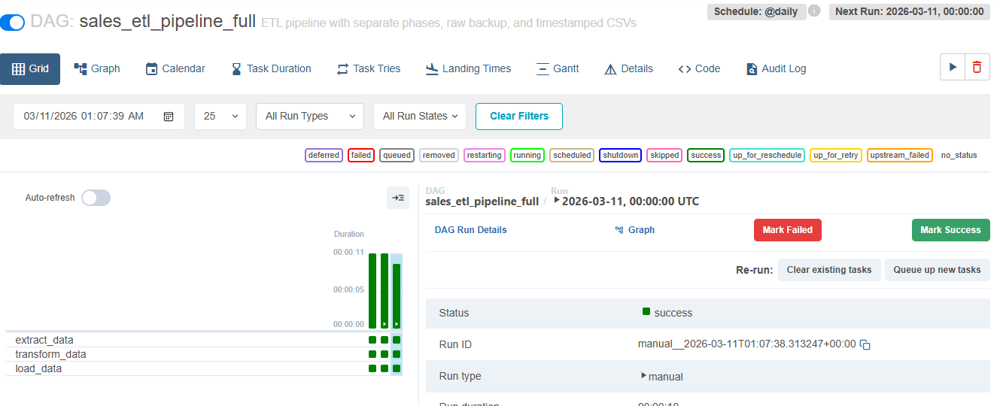 Schedule: @daily Next Run: 2026-03-11, 00:00:00
DAG: sales_etl_pipeline_full ETL pipeline with separate phases, raw backup, and timestamped CSVs
Grid Graph Calendar Task Duration Task Tries Landing Times Gantt Details Code Audit Log
03/11/2026 01:07:39 AM 25 All Run Types All Run States Clear Filters
deferred failed queued removed restarting running scheduled shutdown skipped success up_for_reschedule up_for_retry upstream_failed no_status
Auto-refresh
Duration
00:00:11
00:00:05
00:00:00
extract_data
transform_data
load_data
DAG Run
sales_etl_pipeline_full / 2026-03-11, 00:00:00 UTC
DAG Run Details Graph Mark Failed Mark Success
Re-run: Clear existing tasks Queue up new tasks
Status success
Run ID manual__2026-03-11T01:07:38.313247+00:00
Run type manual
Run duration 00:00:10